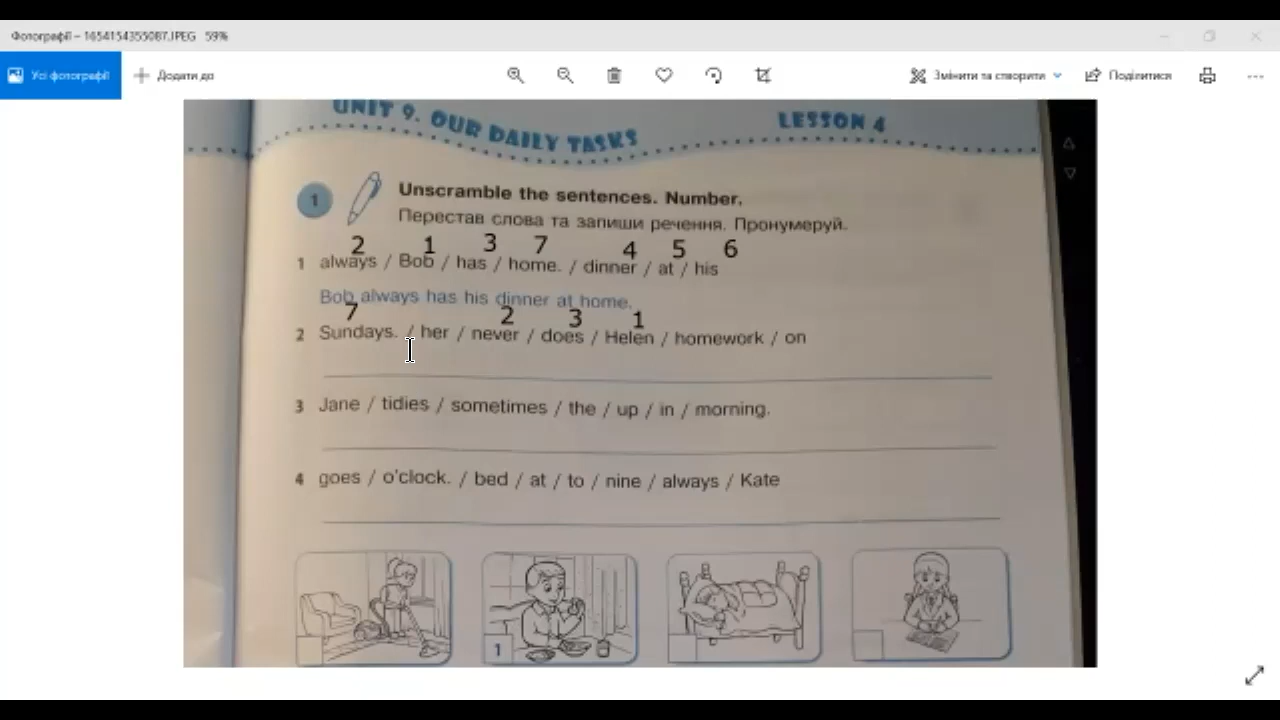 Фотографії – 1654154355087.JPEG 59%
Усі фотографії
Додати до
Змінити та створити
Поділитися
UNIT 9. OUR DAILY TASKS
LESSON 4
1
Unscramble the sentences. Number.
Перестав слова та запиши речення. Пронумеруй.
2 1 3 7 4 5 6
1 always / Bob / has / home. / dinner / at / his
Bob always has his dinner at home.
7 2 3 1
2 Sundays. / her / never / does / Helen / homework / on
3 Jane / tidies / sometimes / the / up / in / morning.
4 goes / o'clock. / bed / at / to / nine / always / Kate
1